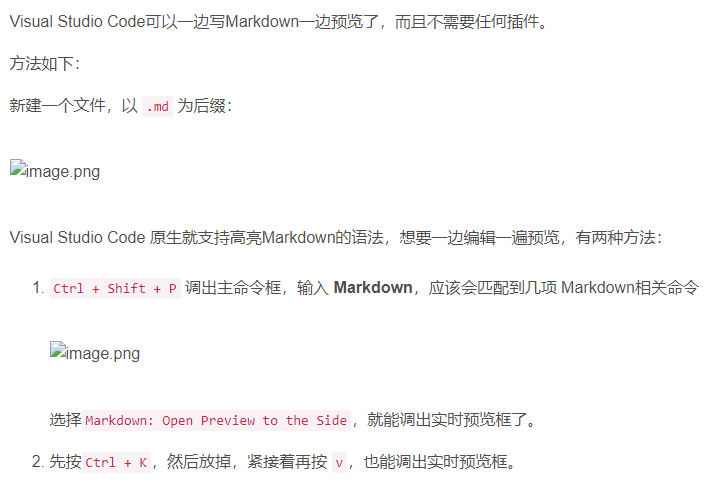 Visual Studio Code可以一边写Markdown一边预览了，而且不需要任何插件。
方法如下：
新建一个文件，以 .md 为后缀：
image.png
Visual Studio Code 原生就支持高亮Markdown的语法，想要一边编辑一遍预览，有两种方法：
1. Ctrl + Shift + P 调出主命令框，输入 Markdown，应该会匹配到几项 Markdown相关命令
image.png
选择 Markdown: Open Preview to the Side，就能调出实时预览框了。
2. 先按 Ctrl + K，然后放掉，紧接着再按 v，也能调出实时预览框。